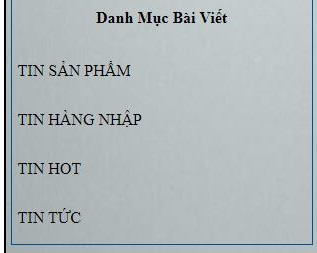 Danh Mục Bài Viết
TIN SẢN PHẨM
TIN HÀNG NHẬP
TIN HOT
TIN TỨC